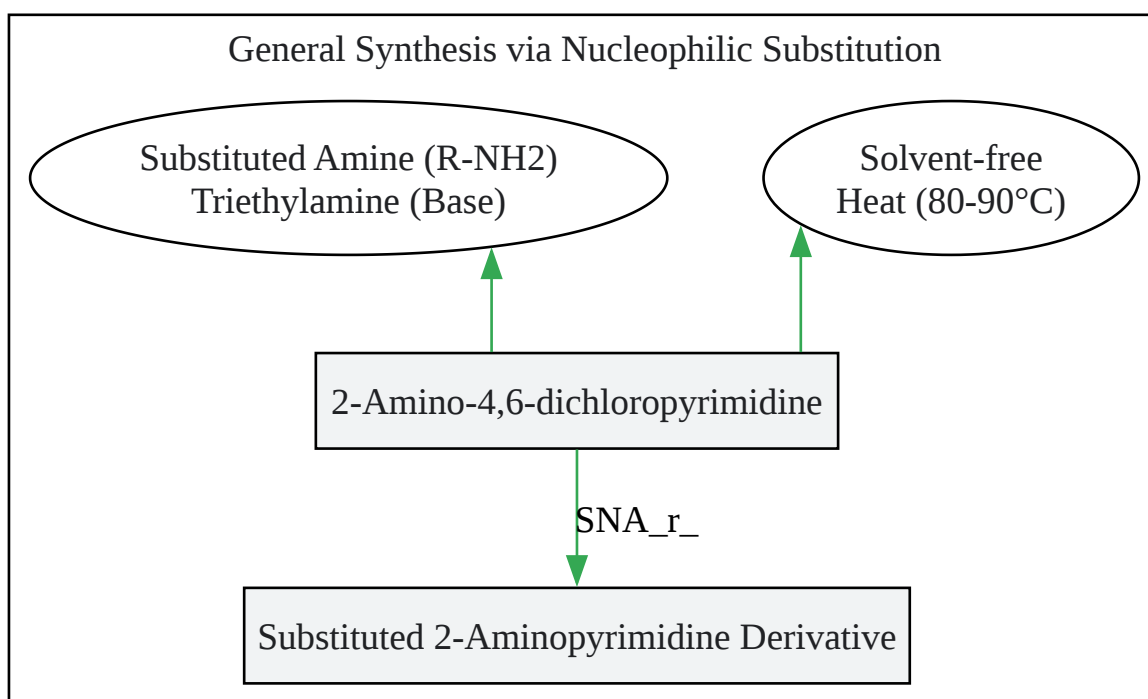 General Synthesis via Nucleophilic Substitution
Substituted Amine (R-NH2)
Triethylamine (Base)
Solvent-free
Heat (80-90°C)
2-Amino-4,6-dichloropyrimidine
SNA_r_
Substituted 2-Aminopyrimidine Derivative